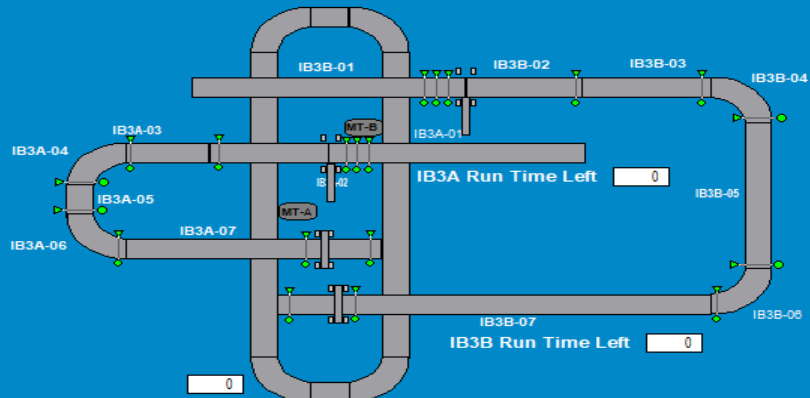 IB3B-01
IB3B-02
IB3B-03
IB3B-04
MT-B
IB3A-03
IB3A-01
IB3A-04
IB3A Run Time Left 0
IB3A-05
IB3B-05
MT-A
IB3A-06
IB3A-07
IB3B-07
IB3B-06
IB3B Run Time Left 0
0